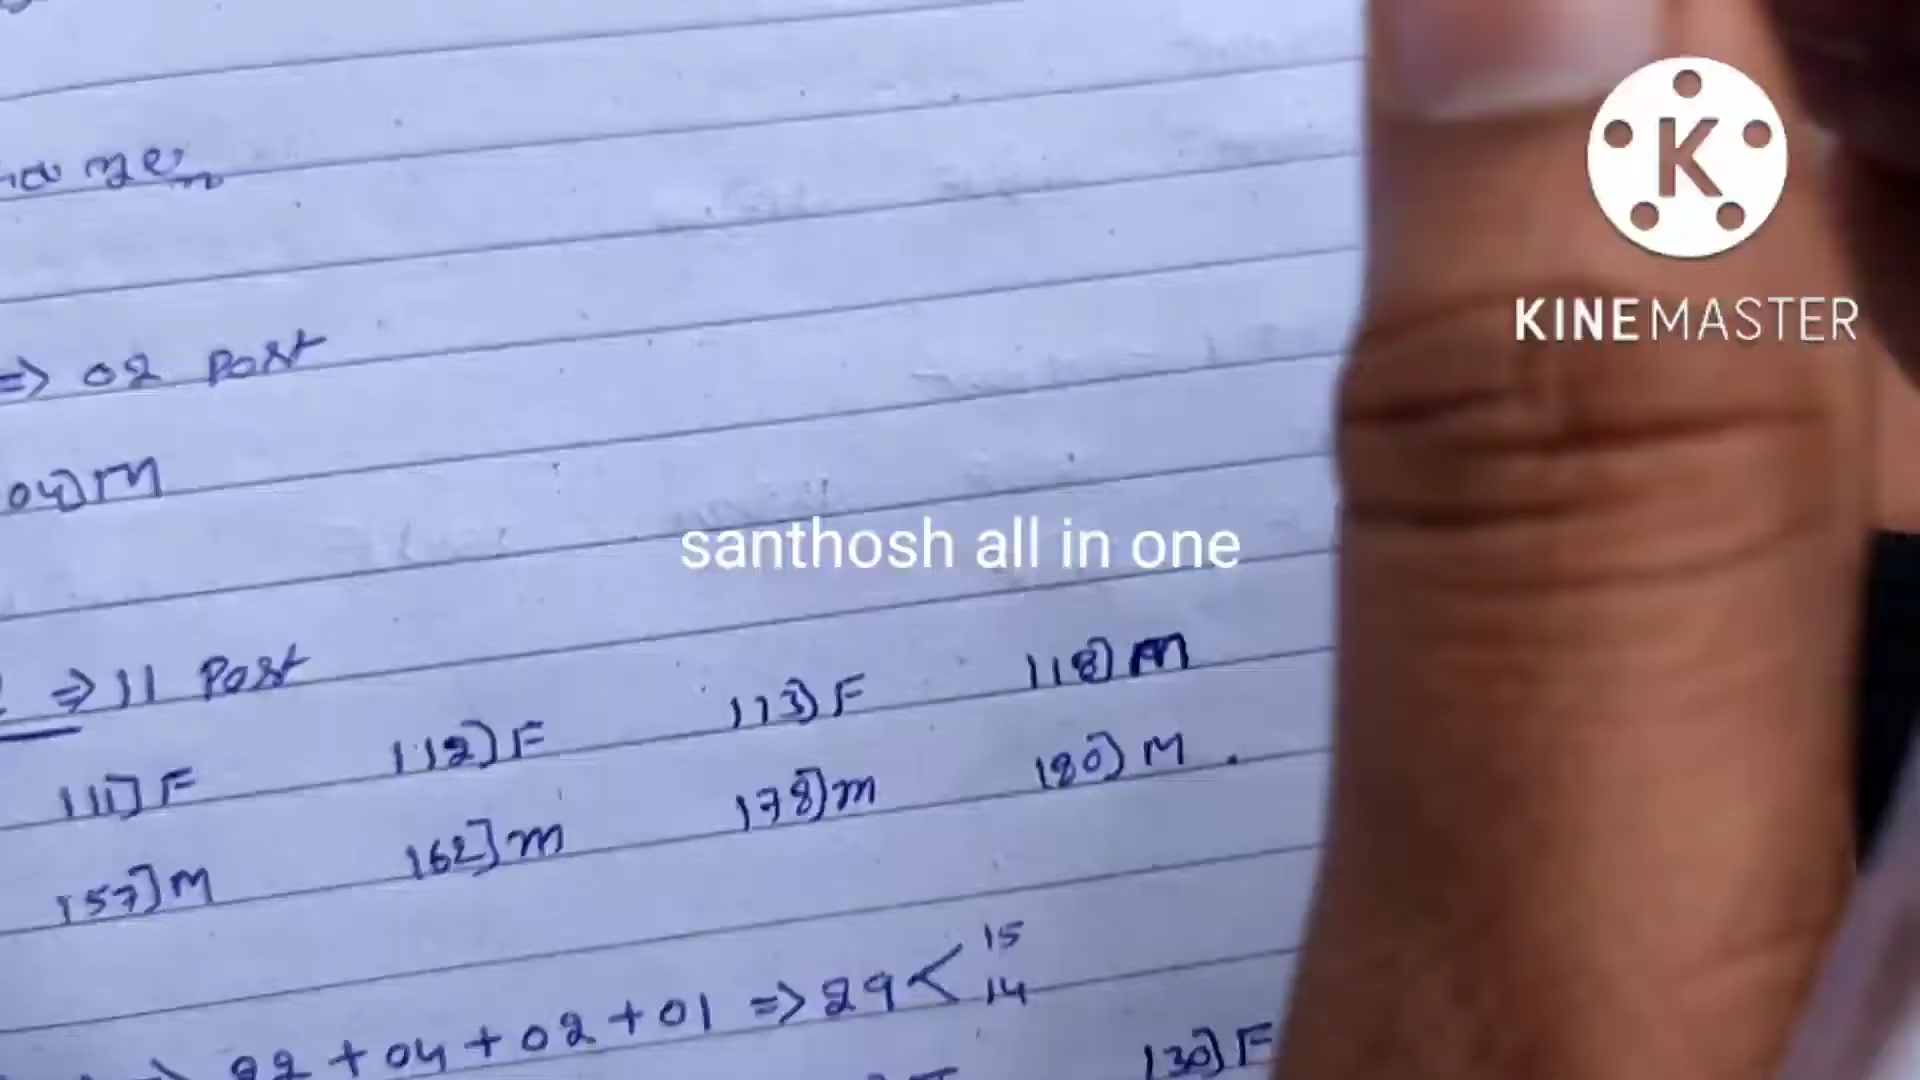 K
KINEMASTER
=> 02 Post
04) M
santhosh all in one
=> 11 Post
111] F 112] F 113] F 118] M
157] M 162] m 178] m 180] M .
22 + 04 + 02 + 01 => 29 < 15
14
130] F